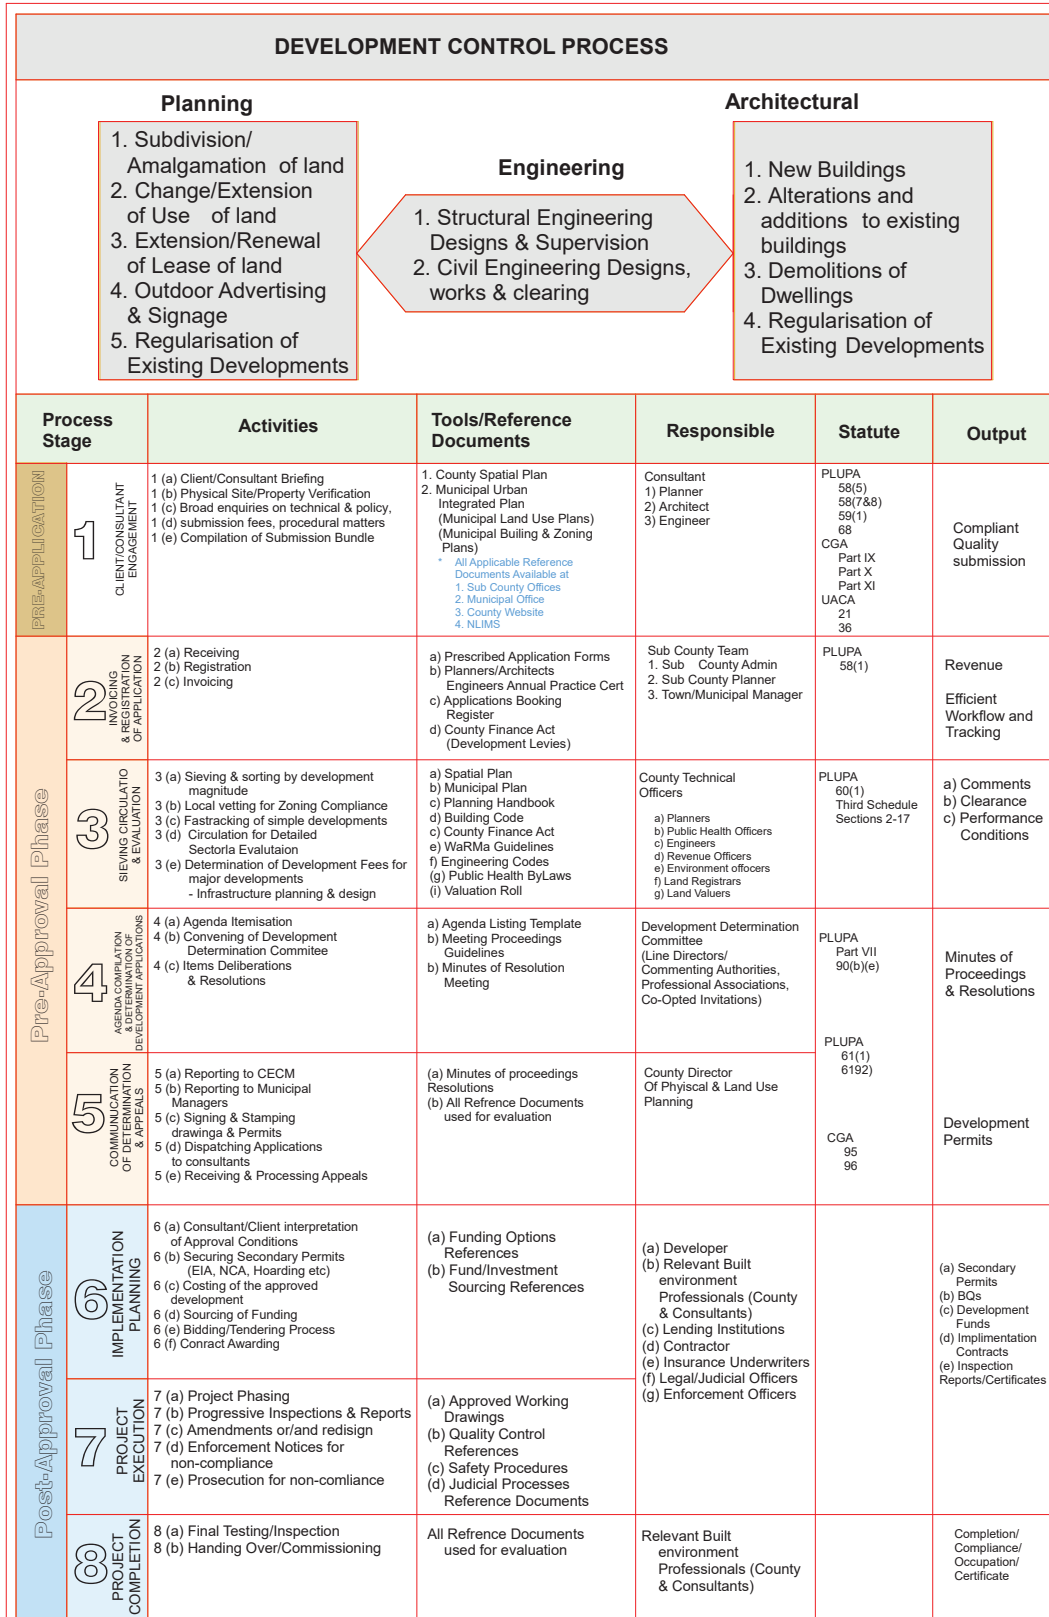 DEVELOPMENT CONTROL PROCESS
Planning
1. Subdivision/
Amalgamation of land
2. Change/Extension
of Use of land
3. Extension/Renewal
of Lease of land
4. Outdoor Advertising
& Signage
5. Regularisation of
Existing Developments
Engineering
1. Structural Engineering
Designs & Supervision
2. Civil Engineering Designs,
works & clearing
Architectural
1. New Buildings
2. Alterations and
additions to existing
buildings
3. Demolitions of
Dwellings
4. Regularisation of
Existing Developments
Process
Stage
Activities
Tools/Reference
Documents
Responsible
Statute
Output
PRE-APPLICATION
1
CLIENT/CONSULTANT
ENGAGEMENT
1 (a) Client/Consultant Briefing
1 (b) Physical Site/Property Verification
1 (c) Broad enquiries on technical & policy,
1 (d) submission fees, procedural matters
1 (e) Compilation of Submission Bundle
1. County Spatial Plan
2. Municipal Urban
Integrated Plan
(Municipal Land Use Plans)
(Municipal Builing & Zoning
Plans)
* All Applicable Reference
Documents Available at
1. Sub County Offices
2. Municipal Office
3. County Website
4. NLIMS
Consultant
1) Planner
2) Architect
3) Engineer
PLUPA
58(5)
58(7&8)
59(1)
68
CGA
Part IX
Part X
Part XI
UACA
21
36
Compliant
Quality
submission
Pre-Approval Phase
2
INVOICING
& REGISTRATION
OF APPLICATION
2 (a) Receiving
2 (b) Registration
2 (c) Invoicing
a) Prescribed Application Forms
b) Planners/Architects
Engineers Annual Practice Cert
c) Applications Booking
Register
d) County Finance Act
(Development Levies)
Sub County Team
1. Sub County Admin
2. Sub County Planner
3. Town/Municipal Manager
PLUPA
58(1)
Revenue
Efficient
Workflow and
Tracking
3
SIEVING CIRCULATIO
& EVALUATION
3 (a) Sieving & sorting by development
magnitude
3 (b) Local vetting for Zoning Compliance
3 (c) Fastracking of simple developments
3 (d) Circulation for Detailed
Sectorla Evalutaion
3 (e) Determination of Development Fees for
major developments
- Infrastructure planning & design
a) Spatial Plan
b) Municipal Plan
c) Planning Handbook
d) Building Code
c) County Finance Act
e) WaRMa Guidelines
f) Engineering Codes
(g) Public Health ByLaws
(i) Valuation Roll
County Technical
Officers
a) Planners
b) Public Health Officers
c) Engineers
d) Revenue Officers
e) Environment offocers
f) Land Registrars
g) Land Valuers
PLUPA
60(1)
Third Schedule
Sections 2-17
a) Comments
b) Clearance
c) Performance
Conditions
4
AGENDA COMPILATION
& DETERMINATION OF
DEVELOPMENT APPLICATIONS
4 (a) Agenda Itemisation
4 (b) Convening of Development
Determination Commitee
4 (c) Items Deliberations
& Resolutions
a) Agenda Listing Template
b) Meeting Proceedings
Guidelines
b) Minutes of Resolution
Meeting
Development Determination
Committee
(Line Directors/
Commenting Authorities,
Professional Associations,
Co-Opted Invitations)
PLUPA
Part VII
90(b)(e)
Minutes of
Proceedings
& Resolutions
5
COMMUNUCATION
OF DETERMINATION
& APPEALS
5 (a) Reporting to CECM
5 (b) Reporting to Municipal
Managers
5 (c) Signing & Stamping
drawinga & Permits
5 (d) Dispatching Applications
to consultants
5 (e) Receiving & Processing Appeals
(a) Minutes of proceedings
Resolutions
(b) All Refrence Documents
used for evaluation
County Director
Of Phyiscal & Land Use
Planning
PLUPA
61(1)
6192)
CGA
95
96
Development
Permits
Post-Approval Phase
6
IMPLEMENTATION
PLANNING
6 (a) Consultant/Client interpretation
of Approval Conditions
6 (b) Securing Secondary Permits
(EIA, NCA, Hoarding etc)
6 (c) Costing of the approved
development
6 (d) Sourcing of Funding
6 (e) Bidding/Tendering Process
6 (f) Conract Awarding
(a) Funding Options
References
(b) Fund/Investment
Sourcing References
(a) Developer
(b) Relevant Built
environment
Professionals (County
& Consultants)
(c) Lending Institutions
(d) Contractor
(e) Insurance Underwriters
(f) Legal/Judicial Officers
(g) Enforcement Officers
(a) Secondary
Permits
(b) BQs
(c) Development
Funds
(d) Implimentation
Contracts
(e) Inspection
Reports/Certificates
7
PROJECT
EXECUTION
7 (a) Project Phasing
7 (b) Progressive Inspections & Reports
7 (c) Amendments or/and redisign
7 (d) Enforcement Notices for
non-compliance
7 (e) Prosecution for non-comliance
(a) Approved Working
Drawings
(b) Quality Control
References
(c) Safety Procedures
(d) Judicial Processes
Reference Documents
8
PROJECT
COMPLETION
8 (a) Final Testing/Inspection
8 (b) Handing Over/Commissioning
All Refrence Documents
used for evaluation
Relevant Built
environment
Professionals (County
& Consultants)
Completion/
Compliance/
Occupation/
Certificate